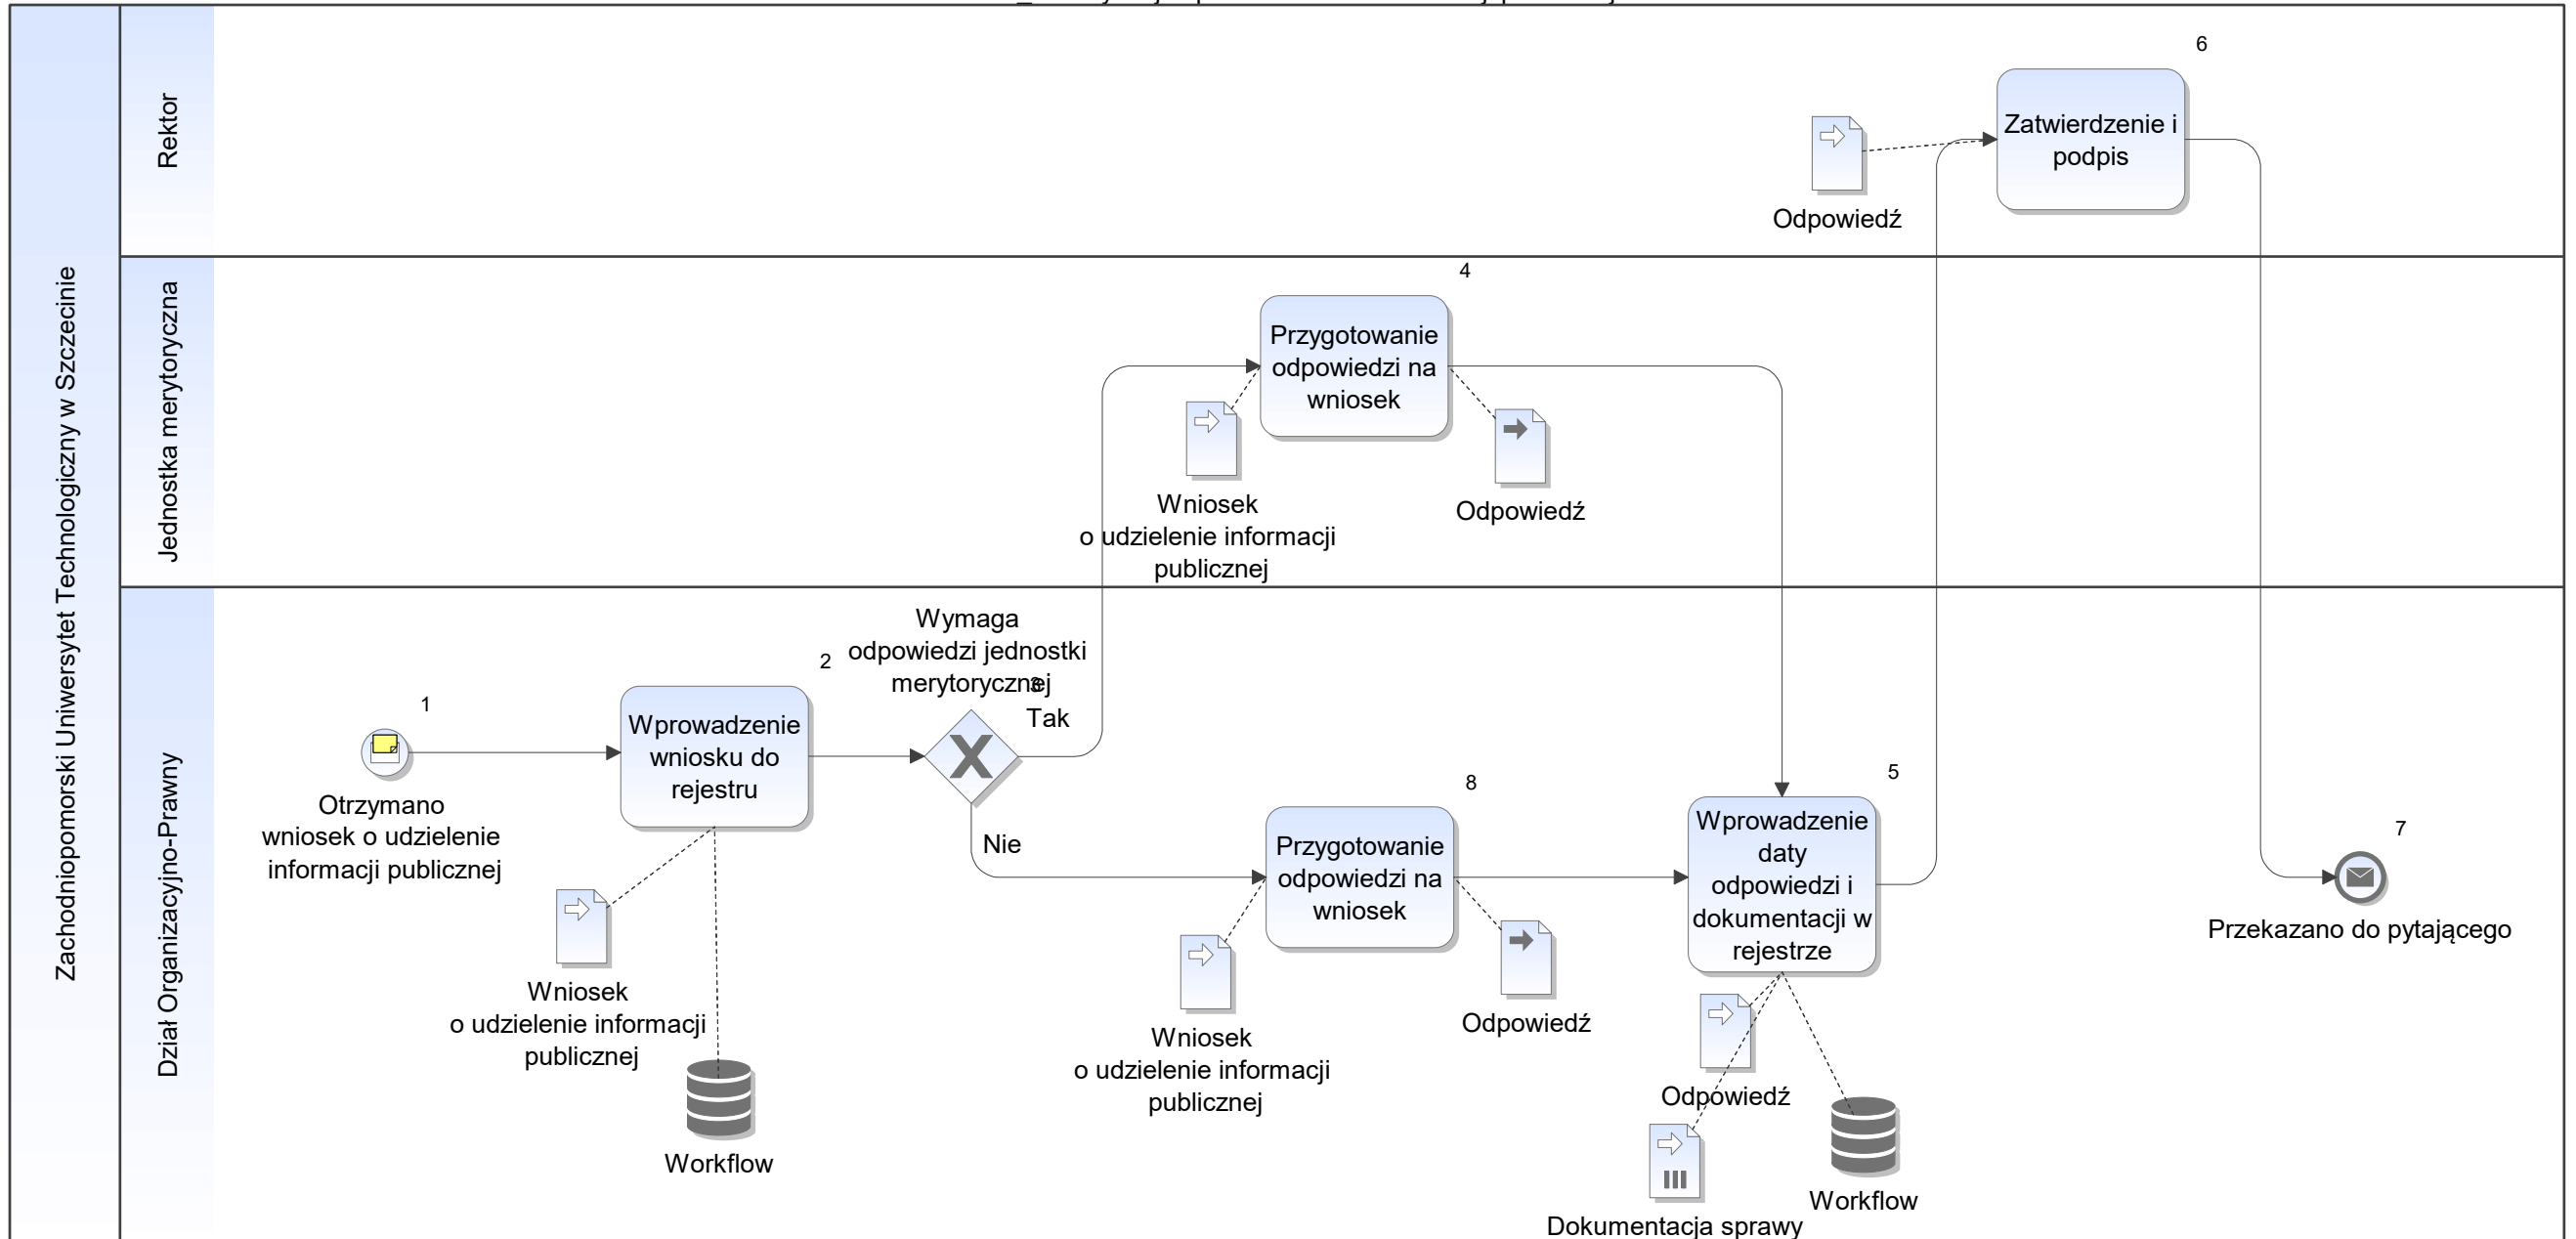 Zachodniopomorski Uniwersytet Technologiczny w Szczecinie
Rektor
6
Zatwierdzenie i
podpis
Odpowiedź
Jednostka merytoryczna
4
Przygotowanie
odpowiedzi na
wniosek
Wniosek
o udzielenie informacji
publicznej
Odpowiedź
Dział Organizacyjno-Prawny
1
Otrzymano
wniosek o udzielenie
informacji publicznej
2
Wprowadzenie
wniosku do
rejestru
Wniosek
o udzielenie informacji
publicznej
Workflow
Wymaga
odpowiedzi jednostki
merytorycznej
3
Tak
Nie
8
Przygotowanie
odpowiedzi na
wniosek
Wniosek
o udzielenie informacji
publicznej
Odpowiedź
5
Wprowadzenie
daty
odpowiedzi i
dokumentacji w
rejestrze
Odpowiedź
Dokumentacja sprawy
Workflow
7
Przekazano do pytającego